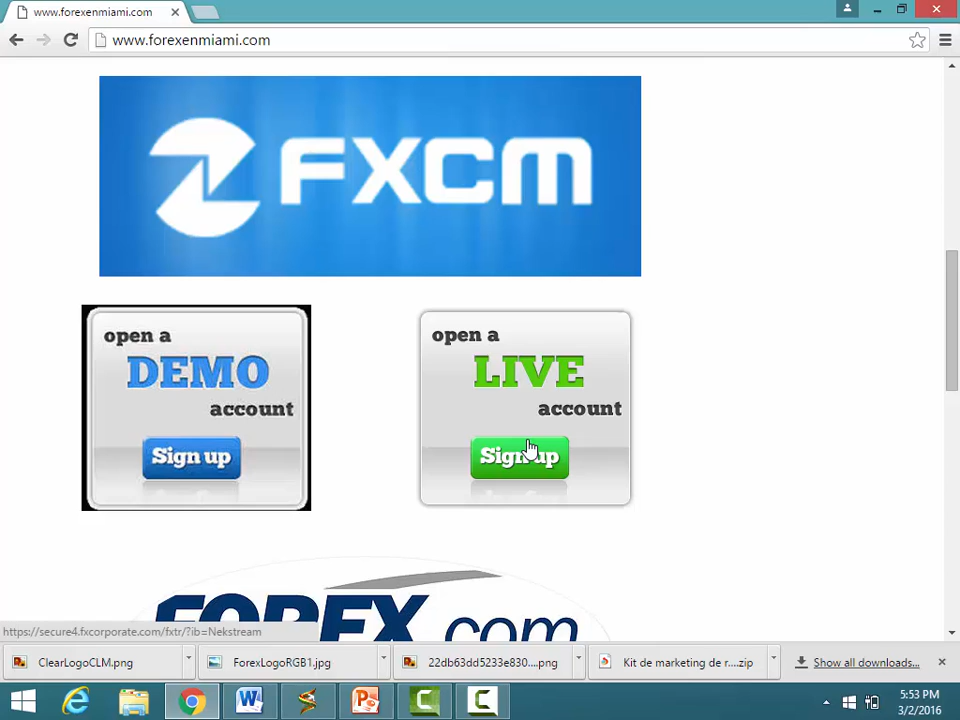 www.forexenmiami.com
www.forexenmiami.com
FXCM
open a
DEMO
account
Sign up
open a
LIVE
account
Sign up
FOREX.com
https://secure4.fxcorporate.com/fxtr/?ib=Nekstream
ClearLogoCLM.png
ForexLogoRGB1.jpg
22db63dd5233e830....png
Kit de marketing de r....zip
Show all downloads...
5:53 PM
3/2/2016